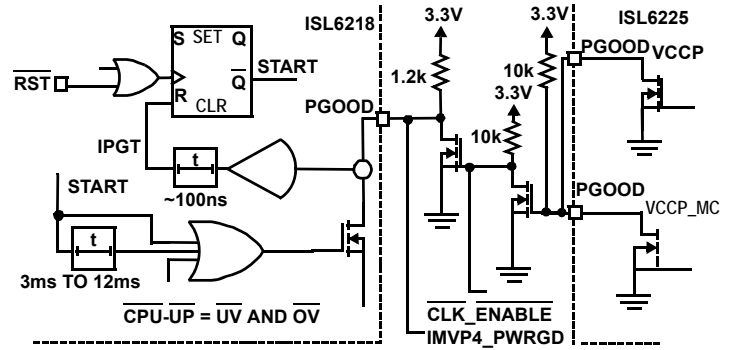 ISL6218
3.3V
3.3V
ISL6225
S SET Q
Q
R
CLR
START
RST
1.2k
10k
3.3V
PGOOD VCCP
PGOOD
10k
IPGT
t
~100ns
START
PGOOD
VCCP_MC
t
3ms TO 12ms
CPU-UP = UV AND OV
CLK_ENABLE
IMVP4_PWRGD